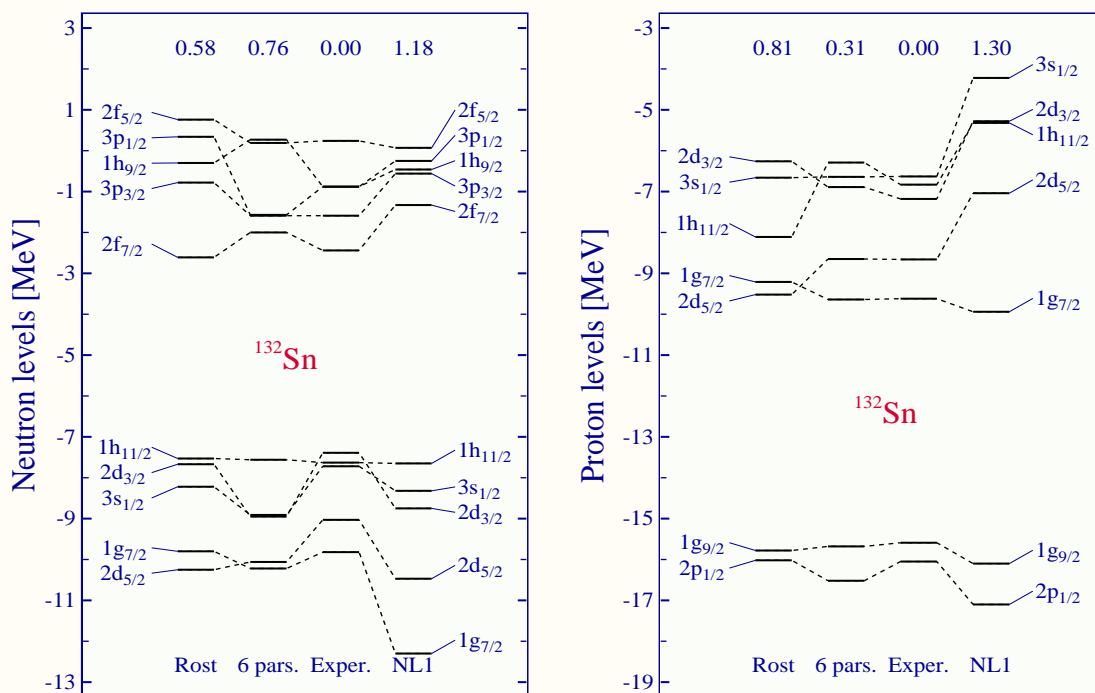 3
1
-1
-3
-5
-7
-9
-11
-13
Neutron levels [MeV]
0.58 0.76 0.00 1.18
2f5/2
3p1/2
1h9/2
3p3/2
2f7/2
2f5/2
3p1/2
1h9/2
3p3/2
2f7/2
132Sn
1h11/2
2d3/2
3s1/2
1g7/2
2d5/2
1h11/2
3s1/2
2d3/2
2d5/2
1g7/2
Rost 6 pars. Exper. NL1
-3
-5
-7
-9
-11
-13
-15
-17
-19
Proton levels [MeV]
0.81 0.31 0.00 1.30
2d3/2
3s1/2
1h11/2
1g7/2
2d5/2
3s1/2
2d3/2
1h11/2
2d5/2
1g7/2
132Sn
1g9/2
2p1/2
1g9/2
2p1/2
Rost 6 pars. Exper. NL1